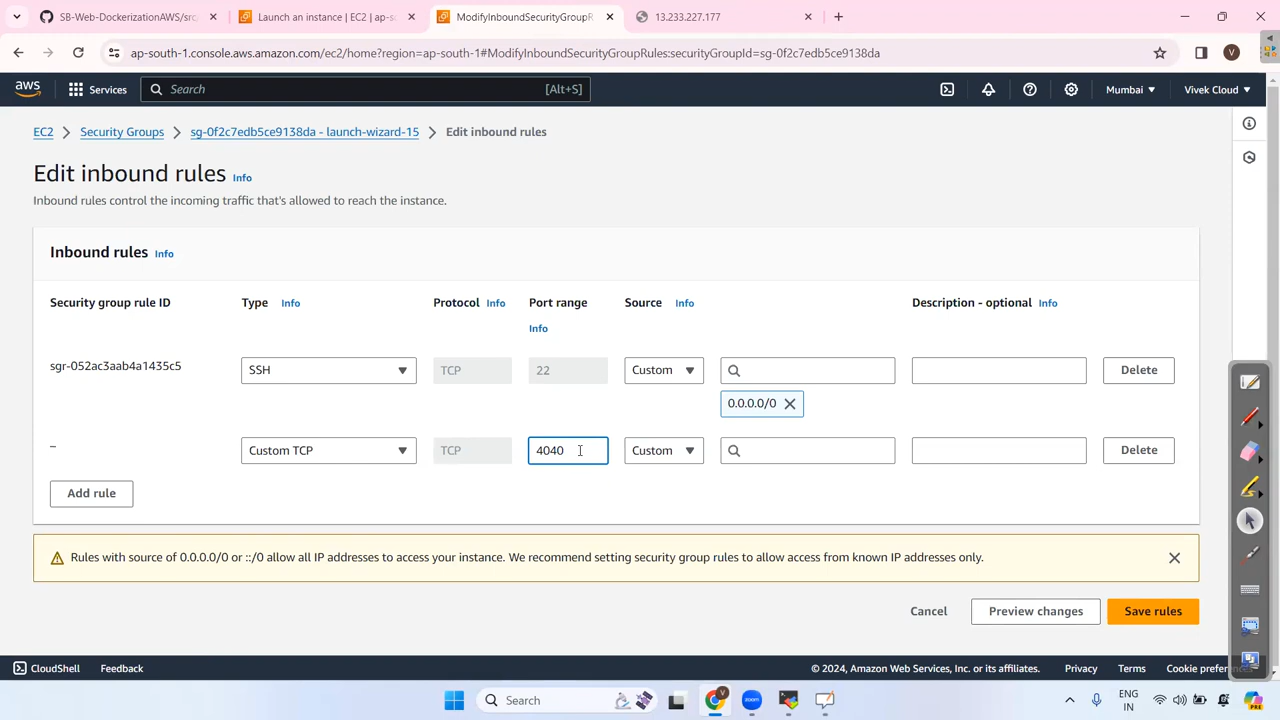 SB-Web-DockerizationAWS/src/
Launch an instance | EC2 | ap-so
ModifyInboundSecurityGroupR
13.233.227.177
ap-south-1.console.aws.amazon.com/ec2/home?region=ap-south-1#ModifyInboundSecurityGroupRules:securityGroupId=sg-0f2c7edb5ce9138da
V
aws
Services
Search
[Alt+S]
Mumbai
Vivek Cloud
EC2
Security Groups
sg-0f2c7edb5ce9138da - launch-wizard-15
Edit inbound rules
Edit inbound rules Info
Inbound rules control the incoming traffic that's allowed to reach the instance.
Inbound rules Info
Security group rule ID
Type Info
Protocol Info
Port range
Info
Source Info
Description - optional Info
sgr-052ac3aab4a1435c5
SSH
TCP
22
Custom
Delete
0.0.0.0/0
–
Custom TCP
TCP
4040
Custom
Delete
Add rule
Rules with source of 0.0.0.0/0 or ::/0 allow all IP addresses to access your instance. We recommend setting security group rules to allow access from known IP addresses only.
Cancel
Preview changes
Save rules
CloudShell
Feedback
© 2024, Amazon Web Services, Inc. or its affiliates.
Privacy
Terms
Cookie prefer
Search
V
zoom
ENG
IN
PRE